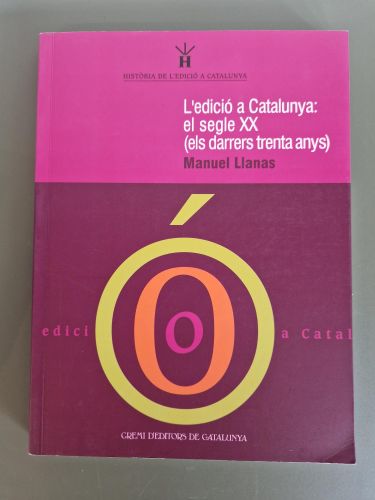 H
HISTÒRIA DE L'EDICIÓ A CATALUNYA
L'edició a Catalunya:
el segle XX
(els darrers trenta anys)
Manuel Llanas
edici Ó a Catal
O
GREMI D'EDITORS DE CATALUNYA